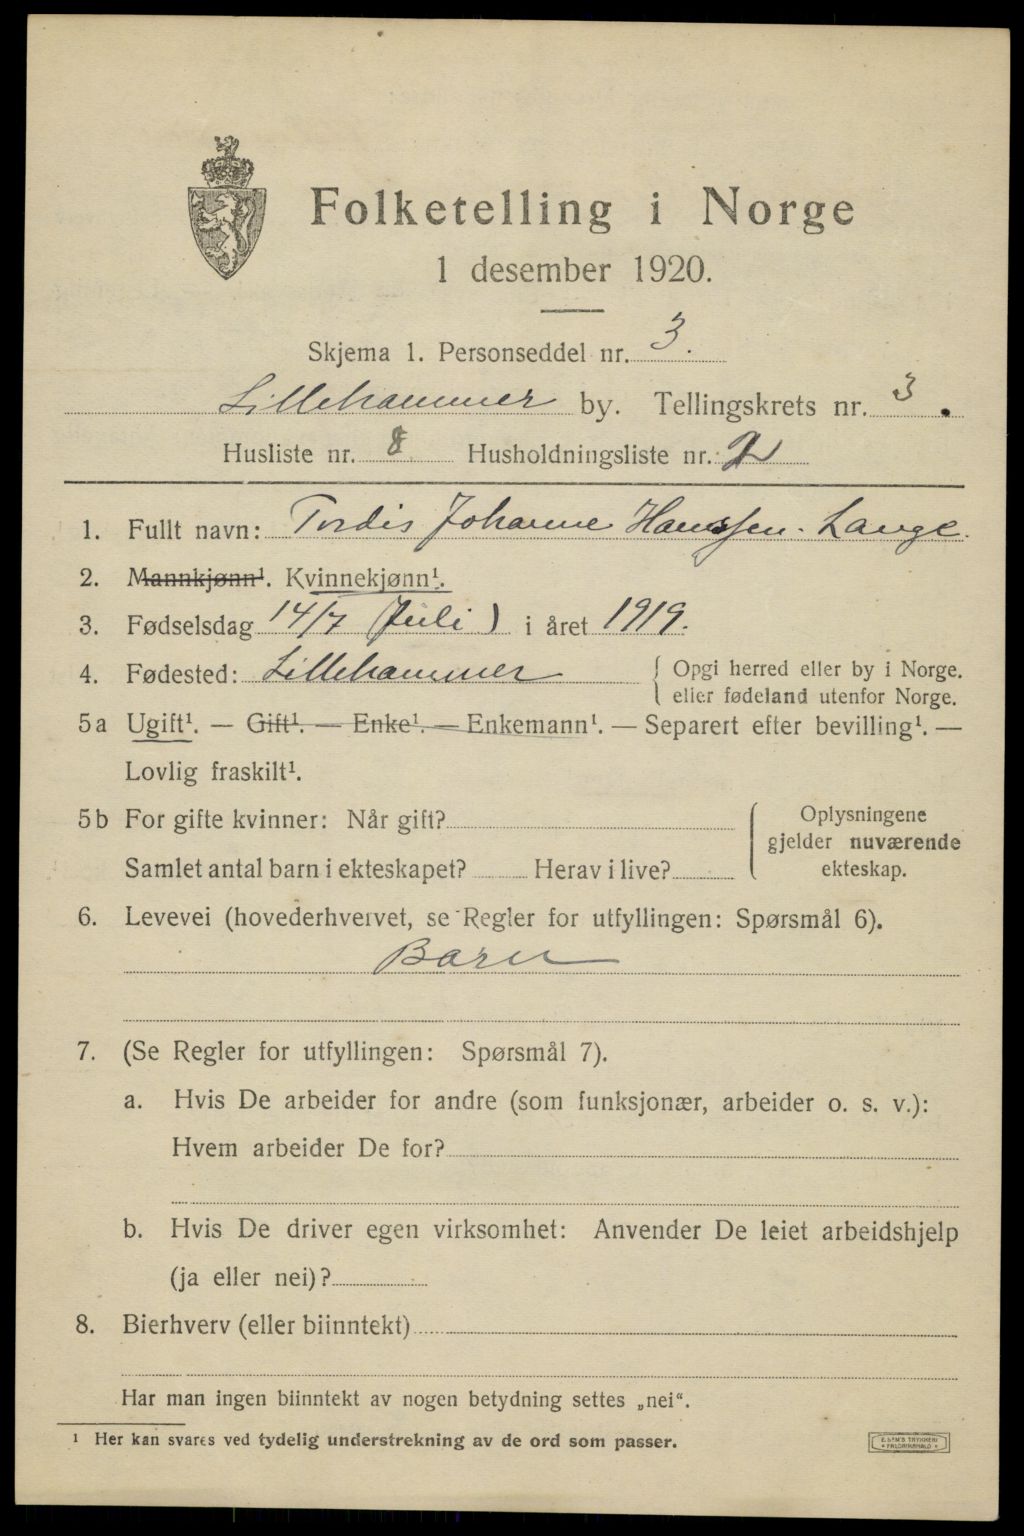 Folketelling i Norge
1 desember 1920.
Skjema 1. Personseddel nr. 3.
Lillehammer by. Tellingskrets nr. 3.
Husliste nr. 8 Husholdningsliste nr. 2
1. Fullt navn: Tordis Johanne Hanssen-Lange.
2. Mannkjønn¹. Kvinnekjønn¹.
3. Fødselsdag 14/7 (Juli) i året 1919.
4. Fødested: Lillehammer { Opgi herred eller by i Norge.
eller fødeland utenfor Norge.
5a Ugift¹. — Gift¹. — Enke¹. — Enkemann¹. — Separert efter bevilling¹. —
Lovlig fraskilt¹.
5b For gifte kvinner: Når gift? { Oplysningene
gjelder nuværende
Samlet antal barn i ekteskapet? Herav i live? ekteskap.
6. Levevei (hovederhvervet, se Regler for utfyllingen: Spørsmål 6).
Barn
7. (Se Regler for utfyllingen: Spørsmål 7).
a. Hvis De arbeider for andre (som funksjonær, arbeider o. s. v.):
Hvem arbeider De for?
b. Hvis De driver egen virksomhet: Anvender De leiet arbeidshjelp
(ja eller nei)?
8. Bierhverv (eller biinntekt)
Har man ingen biinntekt av nogen betydning settes „nei“.
¹ Her kan svares ved tydelig understrekning av de ord som passer.
E. SEM'S TRYKKERI
FREDRIKSHALD